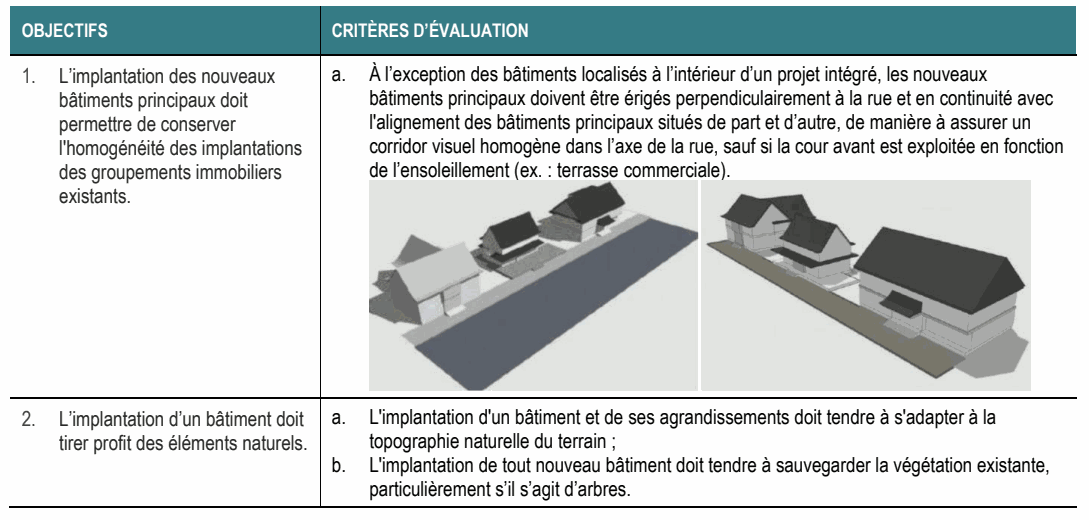 OBJECTIFS
CRITÈRES D’ÉVALUATION
1. L’implantation des nouveaux
bâtiments principaux doit
permettre de conserver
l'homogénéité des implantations
des groupements immobiliers
existants.
a. À l’exception des bâtiments localisés à l’intérieur d’un projet intégré, les nouveaux
bâtiments principaux doivent être érigés perpendiculairement à la rue et en continuité avec
l'alignement des bâtiments principaux situés de part et d’autre, de manière à assurer un
corridor visuel homogène dans l’axe de la rue, sauf si la cour avant est exploitée en fonction
de l’ensoleillement (ex. : terrasse commerciale).
2. L’implantation d’un bâtiment doit
tirer profit des éléments naturels.
a. L'implantation d'un bâtiment et de ses agrandissements doit tendre à s'adapter à la
topographie naturelle du terrain ;
b. L'implantation de tout nouveau bâtiment doit tendre à sauvegarder la végétation existante,
particulièrement s’il s’agit d’arbres.